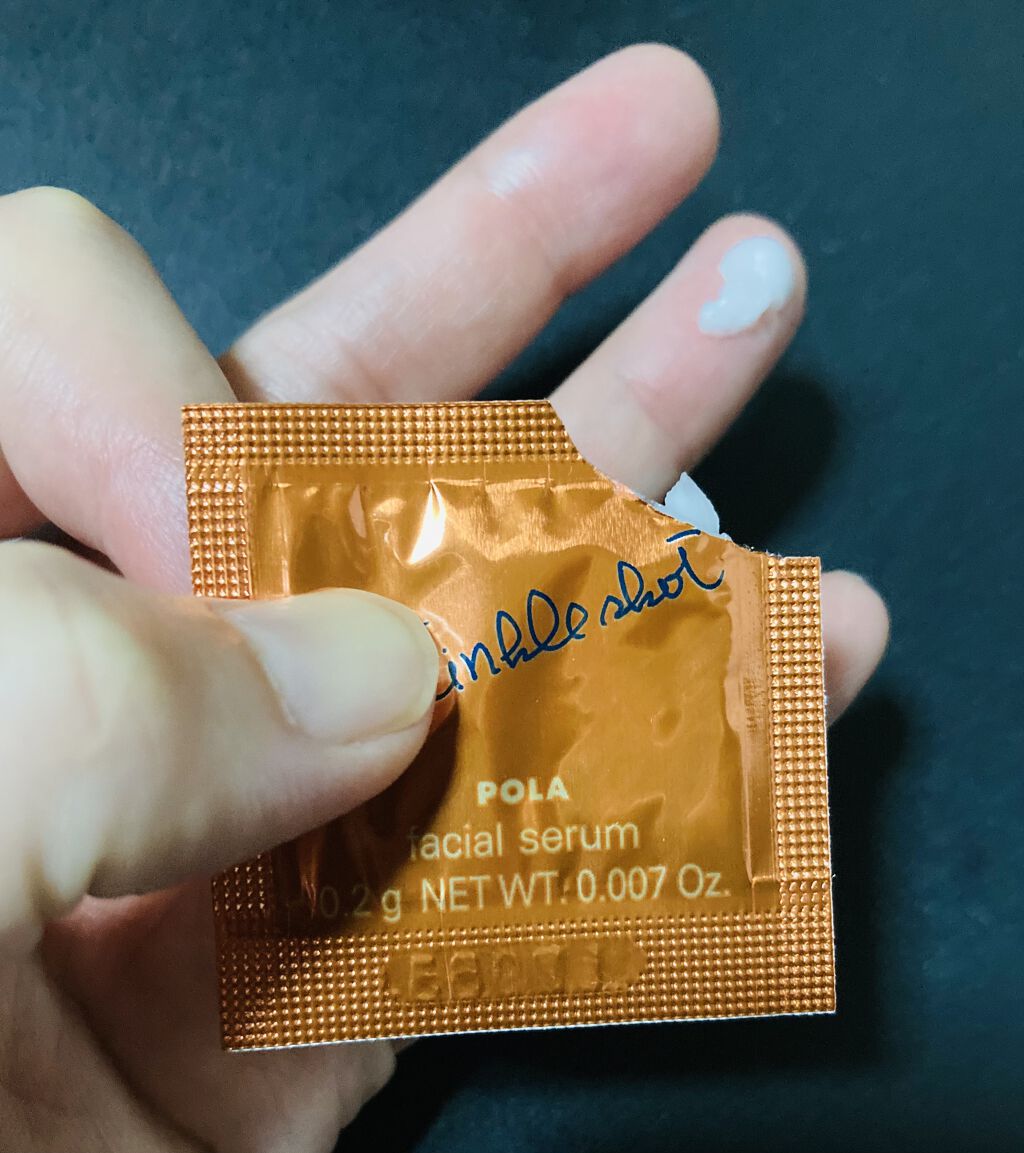 inkle shot
POLA
facial serum
0.2 g NET WT. 0.007 Oz.